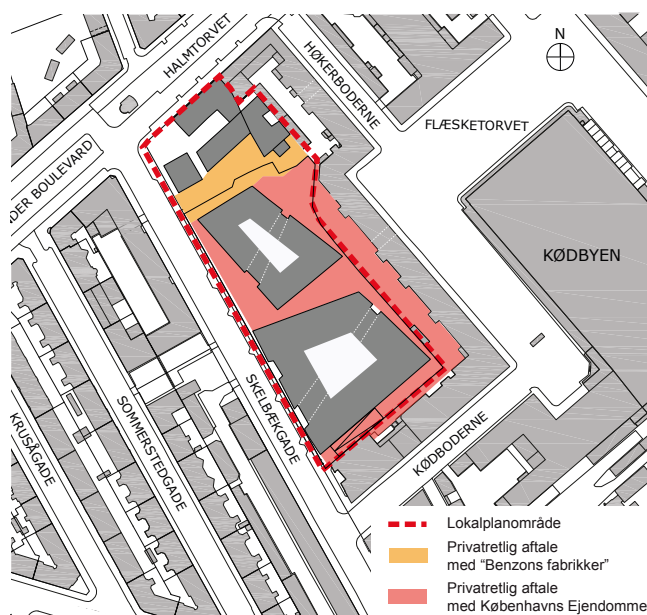 HALMTORVET
HØKERBODERNE
N
FLÆSKETORVET
DER BOULEVARD
KØDBYEN
SKELBÆKGADE
SOMMERSTEDGADE
KRUSÅGADE
KØDBODERNE
Lokalplanområde
Privatretlig aftale
med “Benzons fabrikker”
Privatretlig aftale
med Københavns Ejendomme